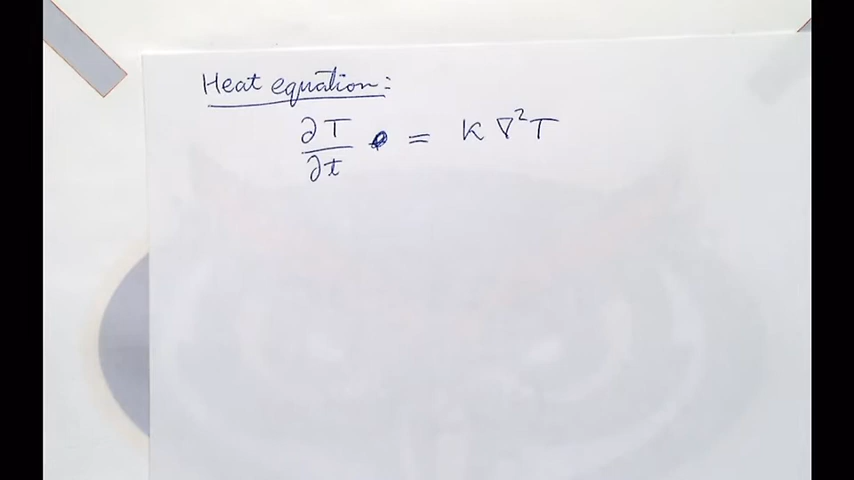 Heat equation:
∂T/∂t = K ∇²T